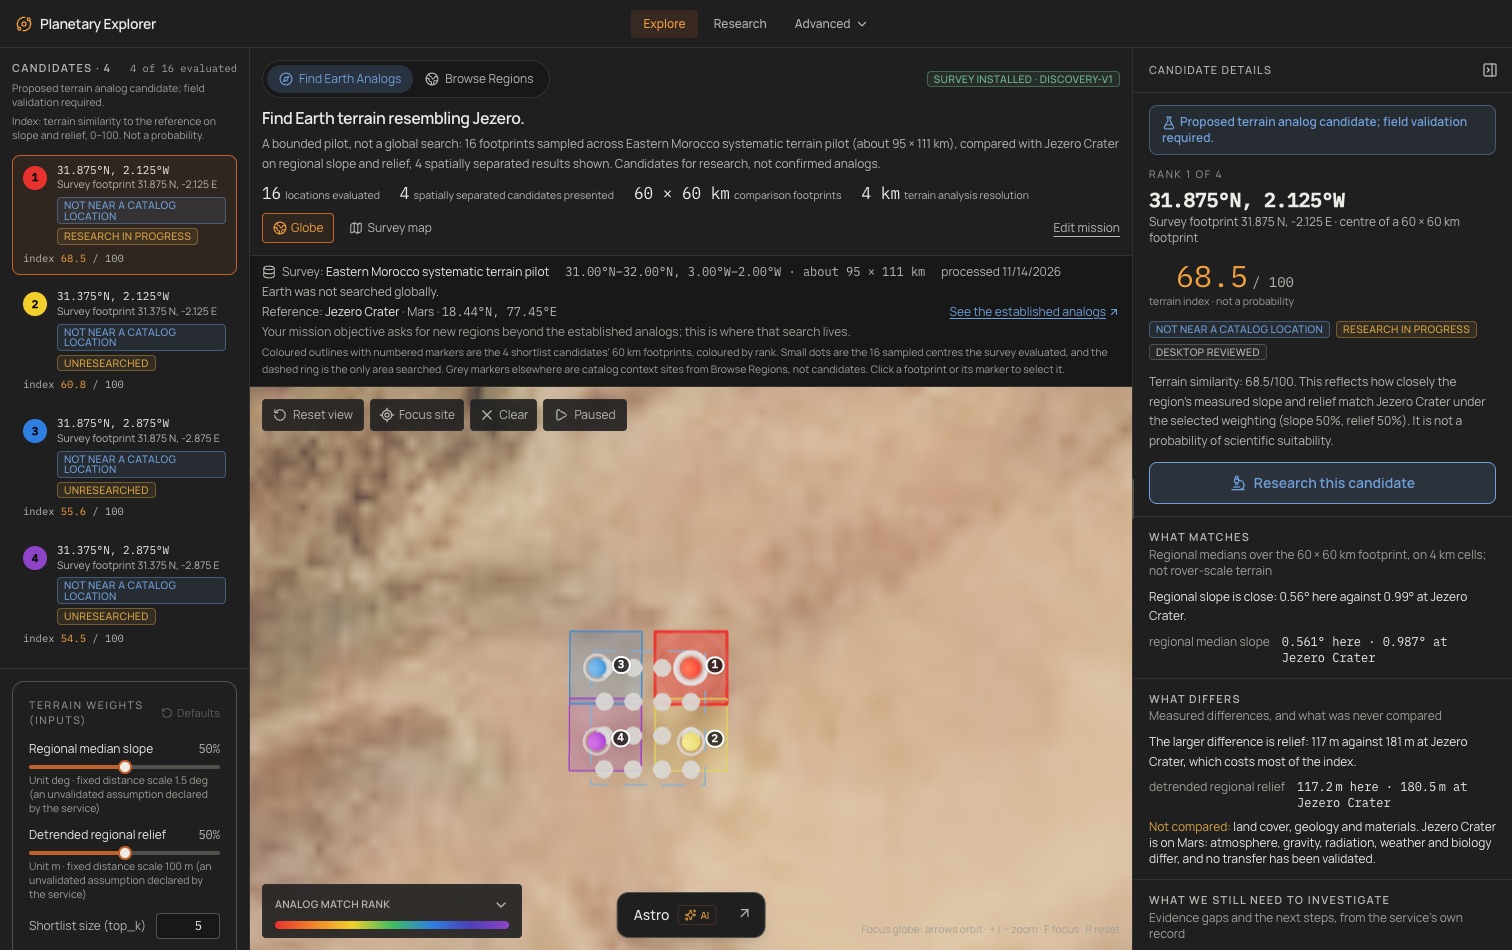 Planetary Explorer
Explore
Research
Advanced
CANDIDATES · 4
4 of 16 evaluated
Proposed terrain analog candidate; field
validation required.
Index: terrain similarity to the reference on
slope and relief, 0–100. Not a probability.
1
31.875°N, 2.125°W
Survey footprint 31.875 N, -2.125 E
NOT NEAR A CATALOG
LOCATION
RESEARCH IN PROGRESS
index 68.5 / 100
2
31.375°N, 2.125°W
Survey footprint 31.375 N, -2.125 E
NOT NEAR A CATALOG
LOCATION
UNRESEARCHED
index 60.8 / 100
3
31.875°N, 2.875°W
Survey footprint 31.875 N, -2.875 E
NOT NEAR A CATALOG
LOCATION
UNRESEARCHED
index 55.6 / 100
4
31.375°N, 2.875°W
Survey footprint 31.375 N, -2.875 E
NOT NEAR A CATALOG
LOCATION
UNRESEARCHED
index 54.5 / 100
TERRAIN WEIGHTS
(INPUTS)
Defaults
Regional median slope 50%
Unit deg · fixed distance scale 1.5 deg
(an unvalidated assumption declared
by the service)
Detrended regional relief 50%
Unit m · fixed distance scale 100 m (an
unvalidated assumption declared by
the service)
Shortlist size (top_k) 5
Find Earth Analogs
Browse Regions
SURVEY INSTALLED · DISCOVERY-V1
Find Earth terrain resembling Jezero.
A bounded pilot, not a global search: 16 footprints sampled across Eastern Morocco systematic terrain pilot (about 95 × 111 km), compared with Jezero Crater
on regional slope and relief, 4 spatially separated results shown. Candidates for research, not confirmed analogs.
16 locations evaluated 4 spatially separated candidates presented 60 × 60 km comparison footprints 4 km terrain analysis resolution
Globe
Survey map
Edit mission
Survey: Eastern Morocco systematic terrain pilot 31.00°N–32.00°N, 3.00°W–2.00°W · about 95 × 111 km processed 11/14/2026
Earth was not searched globally.
Reference: Jezero Crater · Mars · 18.44°N, 77.45°E
See the established analogs
Your mission objective asks for new regions beyond the established analogs; this is where that search lives.
Coloured outlines with numbered markers are the 4 shortlist candidates' 60 km footprints, coloured by rank. Small dots are the 16 sampled centres the survey evaluated, and the
dashed ring is the only area searched. Grey markers elsewhere are catalog context sites from Browse Regions, not candidates. Click a footprint or its marker to select it.
Reset view
Focus site
Clear
Paused
3
1
4
2
ANALOG MATCH RANK
Astro
AI
Focus globe: arrows orbit · + / − zoom · F focus · R reset
CANDIDATE DETAILS
Proposed terrain analog candidate; field validation
required.
RANK 1 OF 4
31.875°N, 2.125°W
Survey footprint 31.875 N, -2.125 E · centre of a 60 × 60 km
footprint
68.5 / 100
terrain index · not a probability
NOT NEAR A CATALOG LOCATION
RESEARCH IN PROGRESS
DESKTOP REVIEWED
Terrain similarity: 68.5/100. This reflects how closely the
region's measured slope and relief match Jezero Crater under
the selected weighting (slope 50%, relief 50%). It is not a
probability of scientific suitability.
Research this candidate
WHAT MATCHES
Regional medians over the 60 × 60 km footprint, on 4 km cells;
not rover-scale terrain
Regional slope is close: 0.56° here against 0.99° at Jezero
Crater.
regional median slope 0.561° here · 0.987° at
Jezero Crater
WHAT DIFFERS
Measured differences, and what was never compared
The larger difference is relief: 117 m against 181 m at Jezero
Crater, which costs most of the index.
detrended regional relief 117.2 m here · 180.5 m at
Jezero Crater
Not compared: land cover, geology and materials. Jezero Crater
is on Mars: atmosphere, gravity, radiation, weather and biology
differ, and no transfer has been validated.
WHAT WE STILL NEED TO INVESTIGATE
Evidence gaps and the next steps, from the service's own
record